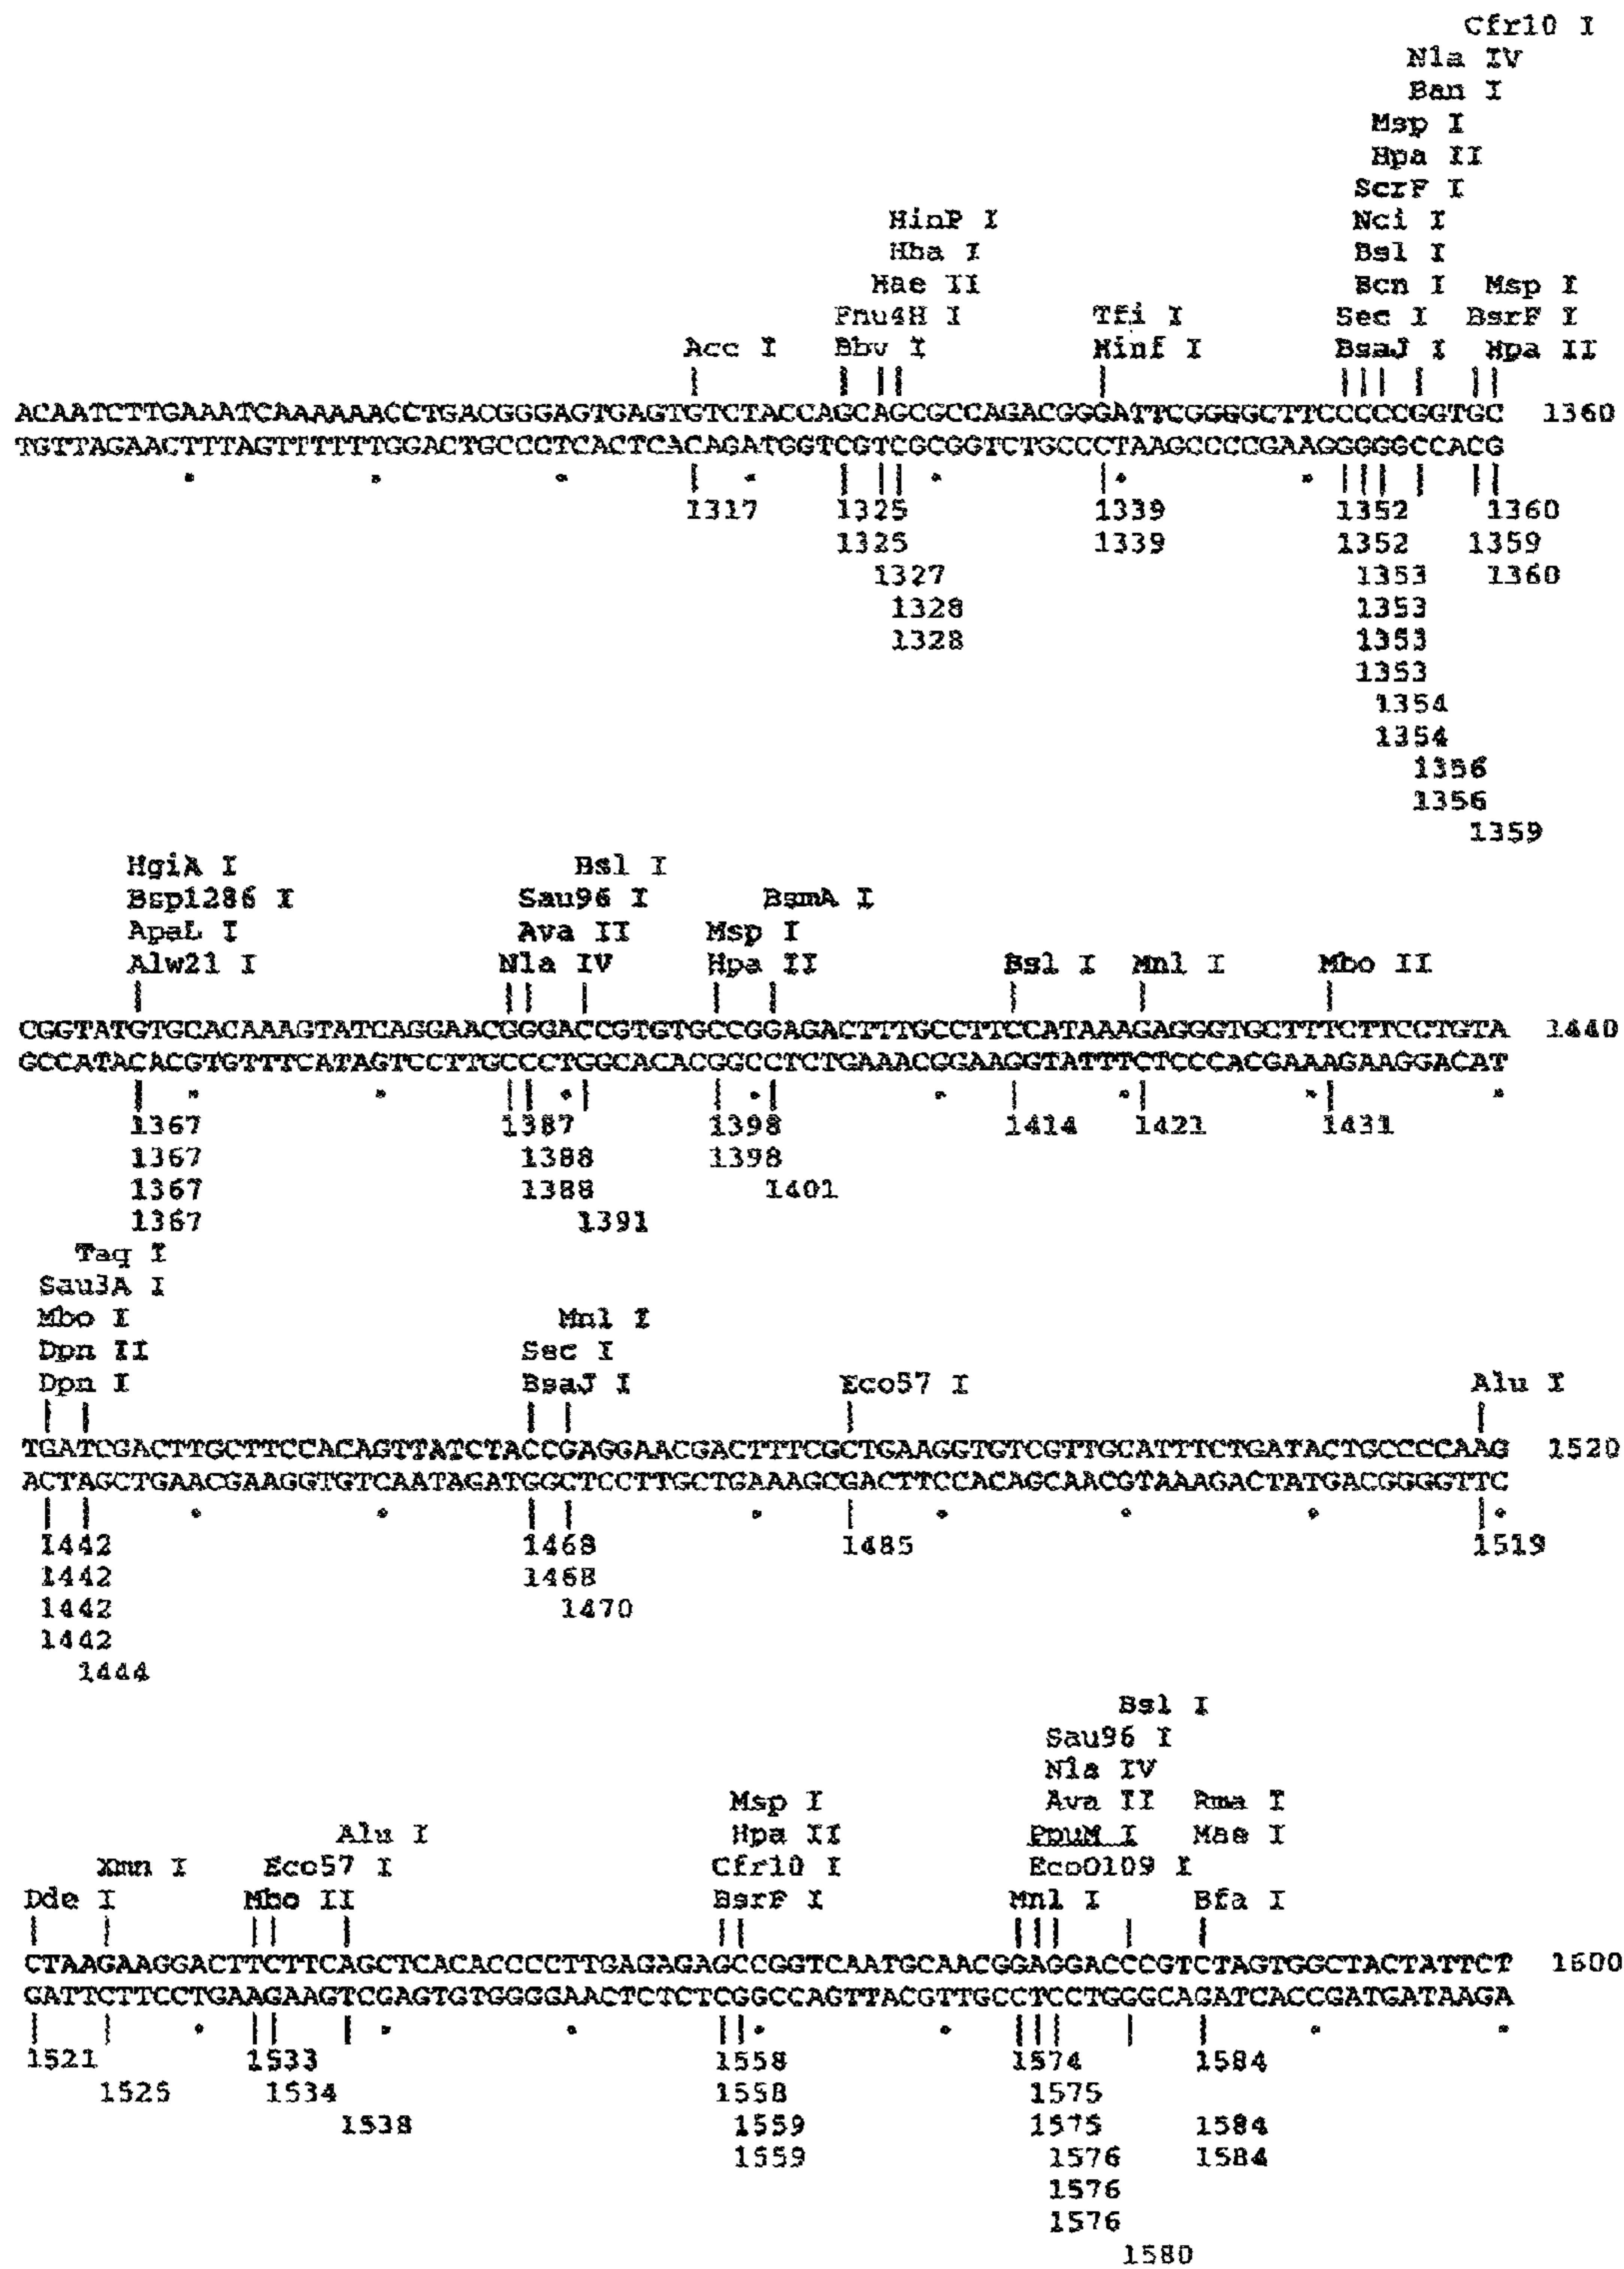 Cfr10 I
Nla IV
Ban I
Msp I
Hpa II
ScrF I
HinP I Nci I
Hha I Bsl I
Hae II Bcn I Msp I
Fnu4H I Tfi I Sec I BsrF I
Acc I Bbv I Hinf I BsaJ I Hpa II
ACAATCTTGAAATCAAAAAACCTGACGGGAGTGAGTGTCTACCAGCAGCGCCAGACGGGATTCGGGGCTTCCCCCGGTGC 1360
TGTTAGAACTTTAGTTTTTTGGACTGCCCTCACTCACAGATGGTCGTCGCGGTCTGCCCTAAGCCCCGAAGGGGGCCACG
1317 1325 1339 1352 1360
1325 1339 1352 1359
1327 1353 1360
1328 1353
1328 1353
1353
1354
1354
1356
1356
1359
HgiA I Bsl I
Bsp1286 I Sau96 I BsmA I
ApaL I Ava II Msp I
Alw21 I Nla IV Hpa II Bsl I Mnl I Mbo II
CGGTATGTGCACAAAGTATCAGGAACGGGACCGTGTGCCGGAGACTTTGCCTTCCATAAAGAGGGTGCTTTCTTCCTGTA 1440
GCCATACACGTGTTTCATAGTCCTTGCCCTGGCACACGGCCTCTGAAACGGAAGGTATTTCTCCCACGAAAGAAGGACAT
1367 1387 1398 1414 1421 1431
1367 1388 1398
1367 1388 1401
1367 1391
Taq I
Sau3A I
Mbo I Mnl I
Dpn II Sec I
Dpn I BsaJ I Eco57 I Alu I
TGATCGACTTGCTTCCACAGTTATCTACCGAGGAACGACTTTCGCTGAAGGTGTCGTTGCATTTCTGATACTGCCCCAAG 1520
ACTAGCTGAACGAAGGTGTCAATAGATGGCTCCTTGCTGAAAGCGACTTCCACAGCAACGTAAAGACTATGACGGGGTTC
1442 1468 1485 1519
1442 1468
1442 1470
1442
1444
Bsl I
Sau96 I
Nla IV
Msp I Ava II Rma I
Alu I Hpa II PpuM I Mae I
Xmn I Eco57 I Cfr10 I EcoO109 I
Dde I Mbo II BsrF I Mnl I Bfa I
CTAAGAAGGACTTCTTCAGCTCACACCCCTTGAGAGAGCCGGTCAATGCAACGGAGGACCCGTCTAGTGGCTACTATTCT 1600
GATTCTTCCTGAAGAAGTCGAGTGTGGGGAACTCTCTCGGCCAGTTACGTTGCCTCCTGGGCAGATCACCGATGATAAGA
1521 1533 1558 1574 1584
1525 1534 1558 1575
1538 1559 1575 1584
1559 1576 1584
1576
1576
1580